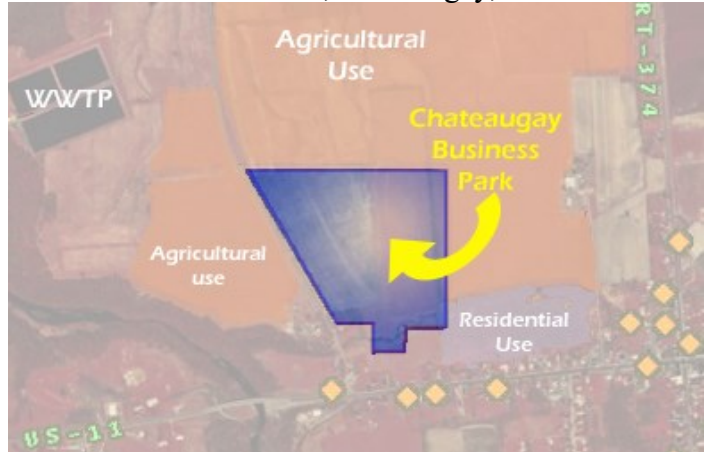 Agricultural
Use
WWTP
RT-374
Chateaugay
Business
Park
Agricultural
use
Residential
Use
US-11